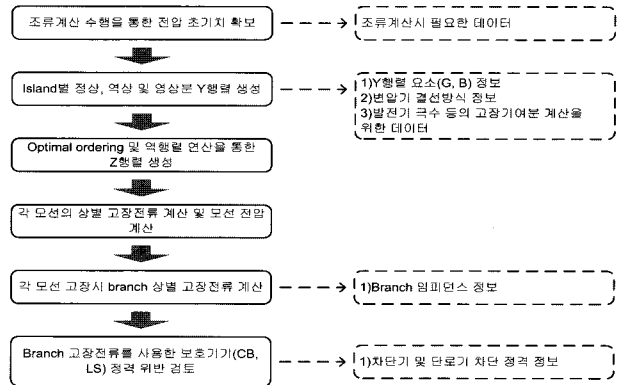 조류계산 수행을 통한 전압 초기치 확보
조류계산시 필요한 데이터
Island별 정상, 역상 및 영상분 Y행렬 생성
1)Y행렬 요소(G, B) 정보
2)변압기 결선방식 정보
3)발전기 극수 등의 고장기여분 계산을
위한 데이터
Optimal ordering 및 역행렬 연산을 통한
Z행렬 생성
각 모선의 상별 고장전류 계산 및 모선 전압
계산
각 모선 고장시 branch 상별 고장전류 계산
1)Branch 임피던스 정보
Branch 고장전류를 사용한 보호기기(CB,
LS) 정격 위반 검토
1)차단기 및 단로기 차단 정격 정보